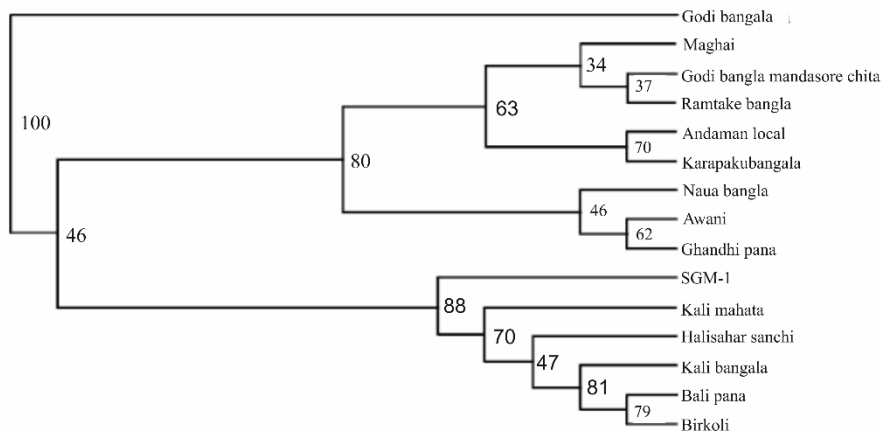 Godi bangala
Maghai
34
Godi bangla mandasore chita
37
Ramtake bangla
63
100
Andaman local
70
Karapakubangala
80
Naua bangla
46
Awani
46
62
Ghandhi pana
SGM-1
88
Kali mahata
70
Halisahar sanchi
47
Kali bangala
81
Bali pana
79
Birkoli